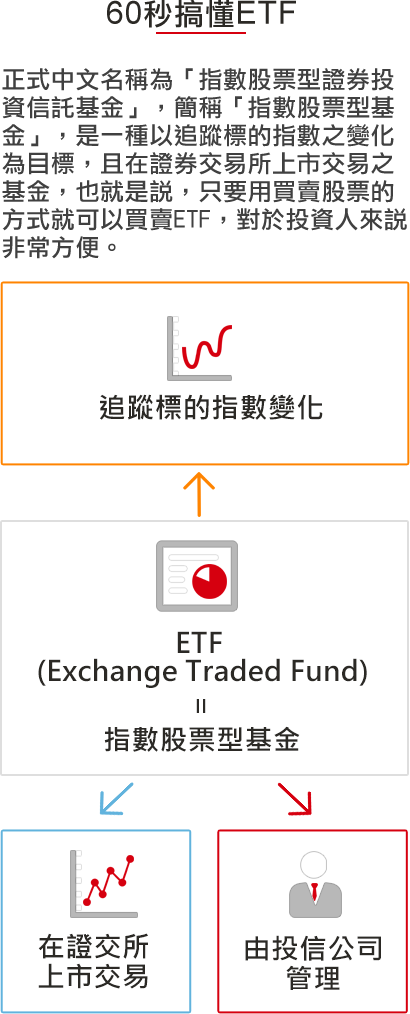 60秒搞懂ETF
正式中文名稱為「指數股票型證券投
資信託基金」，簡稱「指數股票型基
金」，是一種以追蹤標的指數之變化
為目標，且在證券交易所上市交易之
基金，也就是說，只要用買賣股票的
方式就可以買賣ETF，對於投資人來說
非常方便。
追蹤標的指數變化
ETF
(Exchange Traded Fund)
=
指數股票型基金
在證交所
上市交易
由投信公司
管理